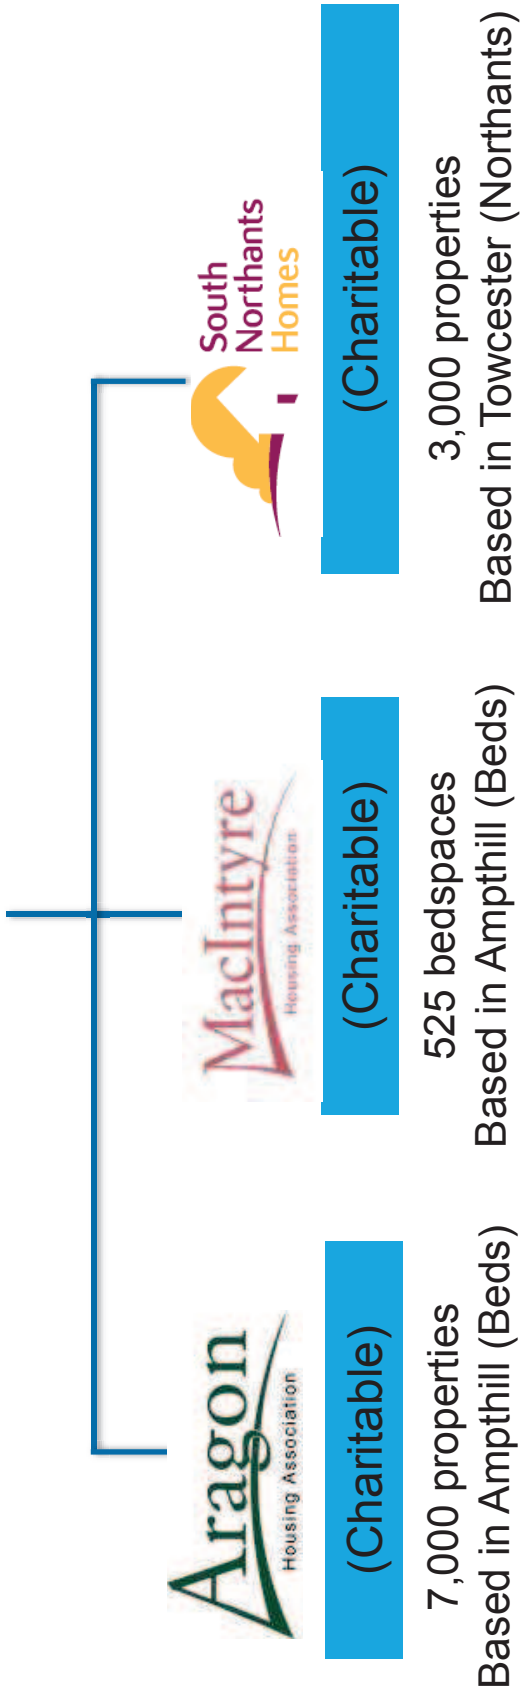 Aragon
Housing Association
(Charitable)
7,000 properties
Based in Ampthill (Beds)
MacIntyre
Housing Association
(Charitable)
525 bedspaces
Based in Ampthill (Beds)
South
Northants
Homes
(Charitable)
3,000 properties
Based in Towcester (Northants)